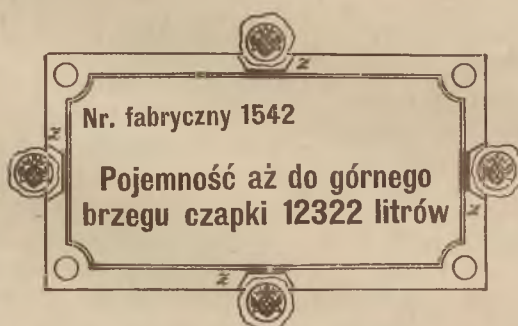 Nr. fabryczny 1542
Pojemność aż do górnego
brzegu czapki 12322 litrów